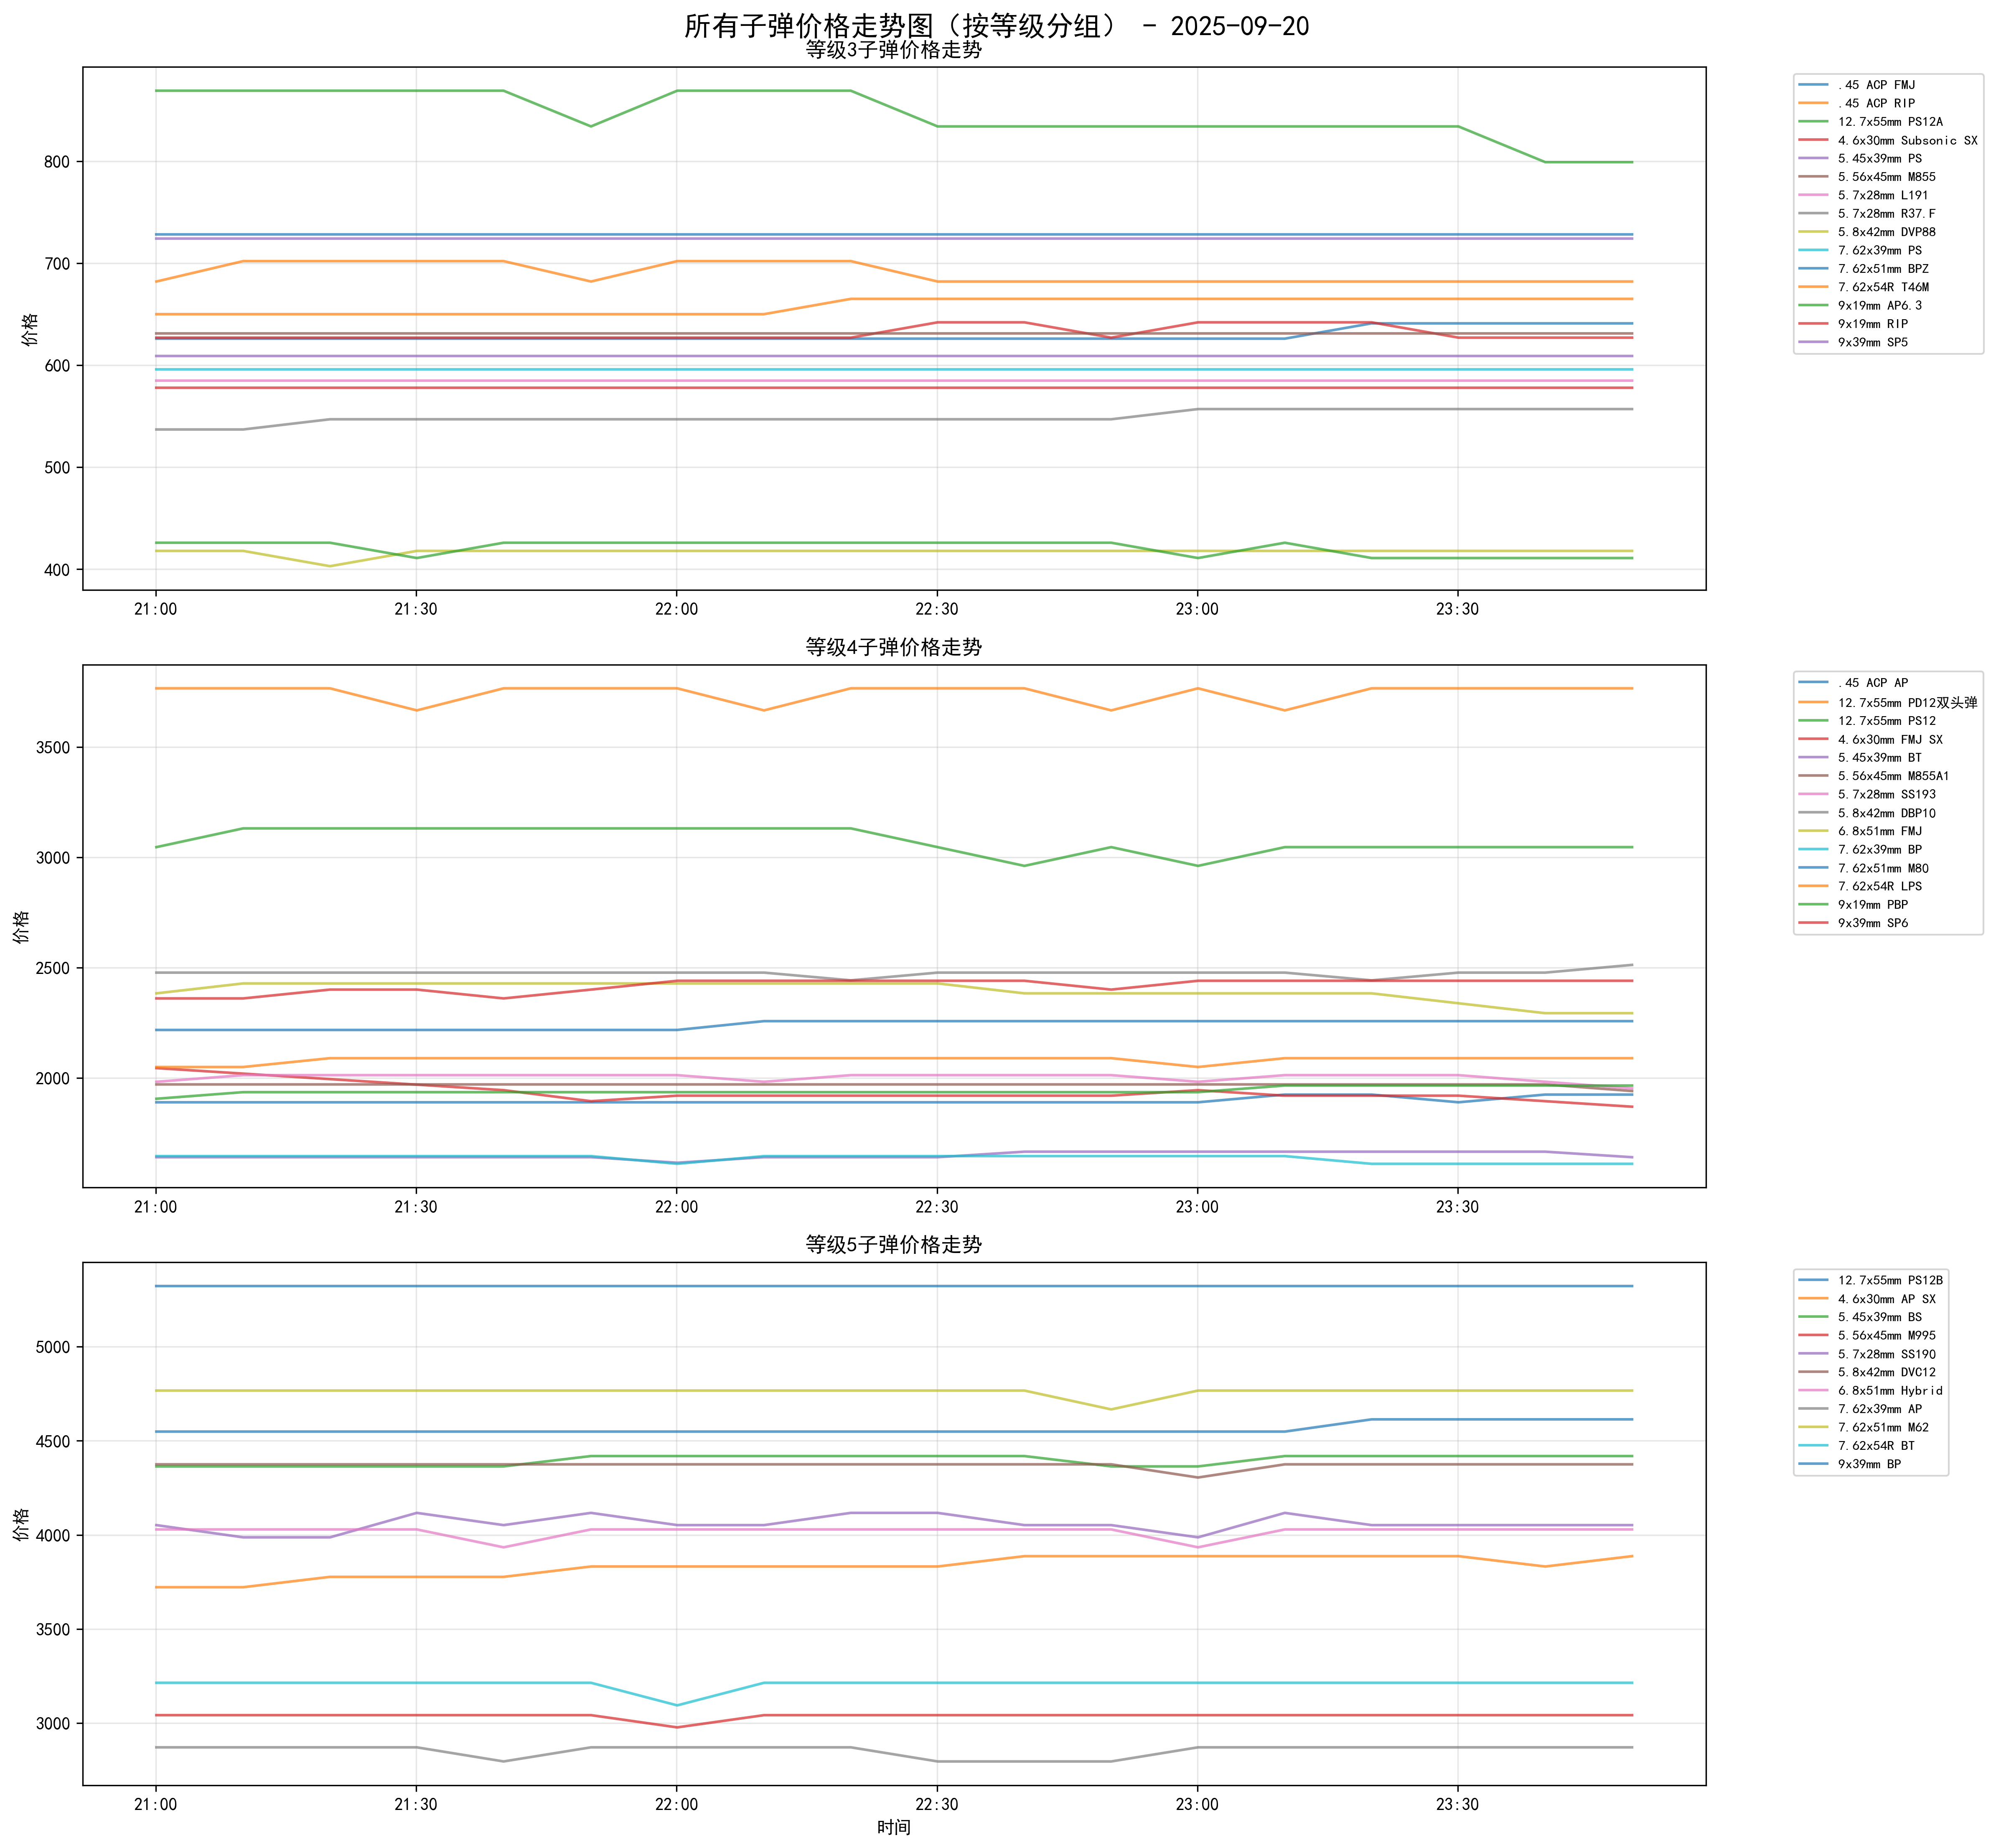 所有子弹价格走势图（按等级分组） - 2025-09-20
等级3子弹价格走势
价格
800
700
600
500
400
21:00
21:30
22:00
22:30
23:00
23:30
.45 ACP FMJ
.45 ACP RIP
12.7x55mm PS12A
4.6x30mm Subsonic SX
5.45x39mm PS
5.56x45mm M855
5.7x28mm L191
5.7x28mm R37.F
5.8x42mm DVP88
7.62x39mm PS
7.62x51mm BPZ
7.62x54R T46M
9x19mm AP6.3
9x19mm RIP
9x39mm SP5
等级4子弹价格走势
价格
3500
3000
2500
2000
21:00
21:30
22:00
22:30
23:00
23:30
.45 ACP AP
12.7x55mm PD12双头弹
12.7x55mm PS12
4.6x30mm FMJ SX
5.45x39mm BT
5.56x45mm M855A1
5.7x28mm SS193
5.8x42mm DBP10
6.8x51mm FMJ
7.62x39mm BP
7.62x51mm M80
7.62x54R LPS
9x19mm PBP
9x39mm SP6
等级5子弹价格走势
价格
5000
4500
4000
3500
3000
21:00
21:30
22:00
22:30
23:00
23:30
时间
12.7x55mm PS12B
4.6x30mm AP SX
5.45x39mm BS
5.56x45mm M995
5.7x28mm SS190
5.8x42mm DVC12
6.8x51mm Hybrid
7.62x39mm AP
7.62x51mm M62
7.62x54R BT
9x39mm BP